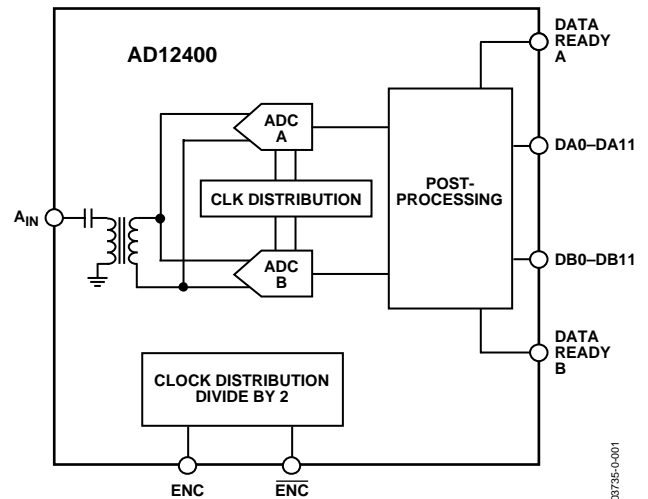 AD12400
DATA
READY
A
ADC
A
DA0–DA11
POST-
PROCESSING
CLK DISTRIBUTION
AIN
ADC
B
DB0–DB11
DATA
READY
B
CLOCK DISTRIBUTION
DIVIDE BY 2
ENC
ENC
03735-0-001